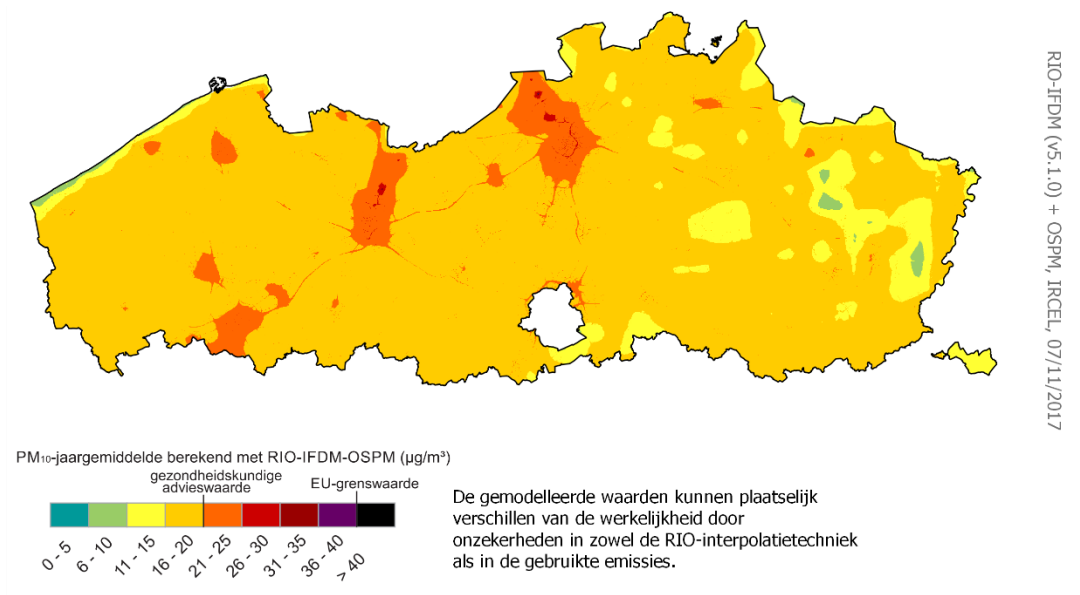 RIO-IFDM (v5.1.0) + OSPM, IRCEL, 07/11/2017
PM₁₀-jaargemiddelde berekend met RIO-IFDM-OSPM (µg/m³)
gezondheidskundige
advieswaarde
EU-grenswaarde
0 - 5
6 - 10
11 - 15
16 - 20
21 - 25
26 - 30
31 - 35
36 - 40
> 40
De gemodelleerde waarden kunnen plaatselijk
verschillen van de werkelijkheid door
onzekerheden in zowel de RIO-interpolatietechniek
als in de gebruikte emissies.